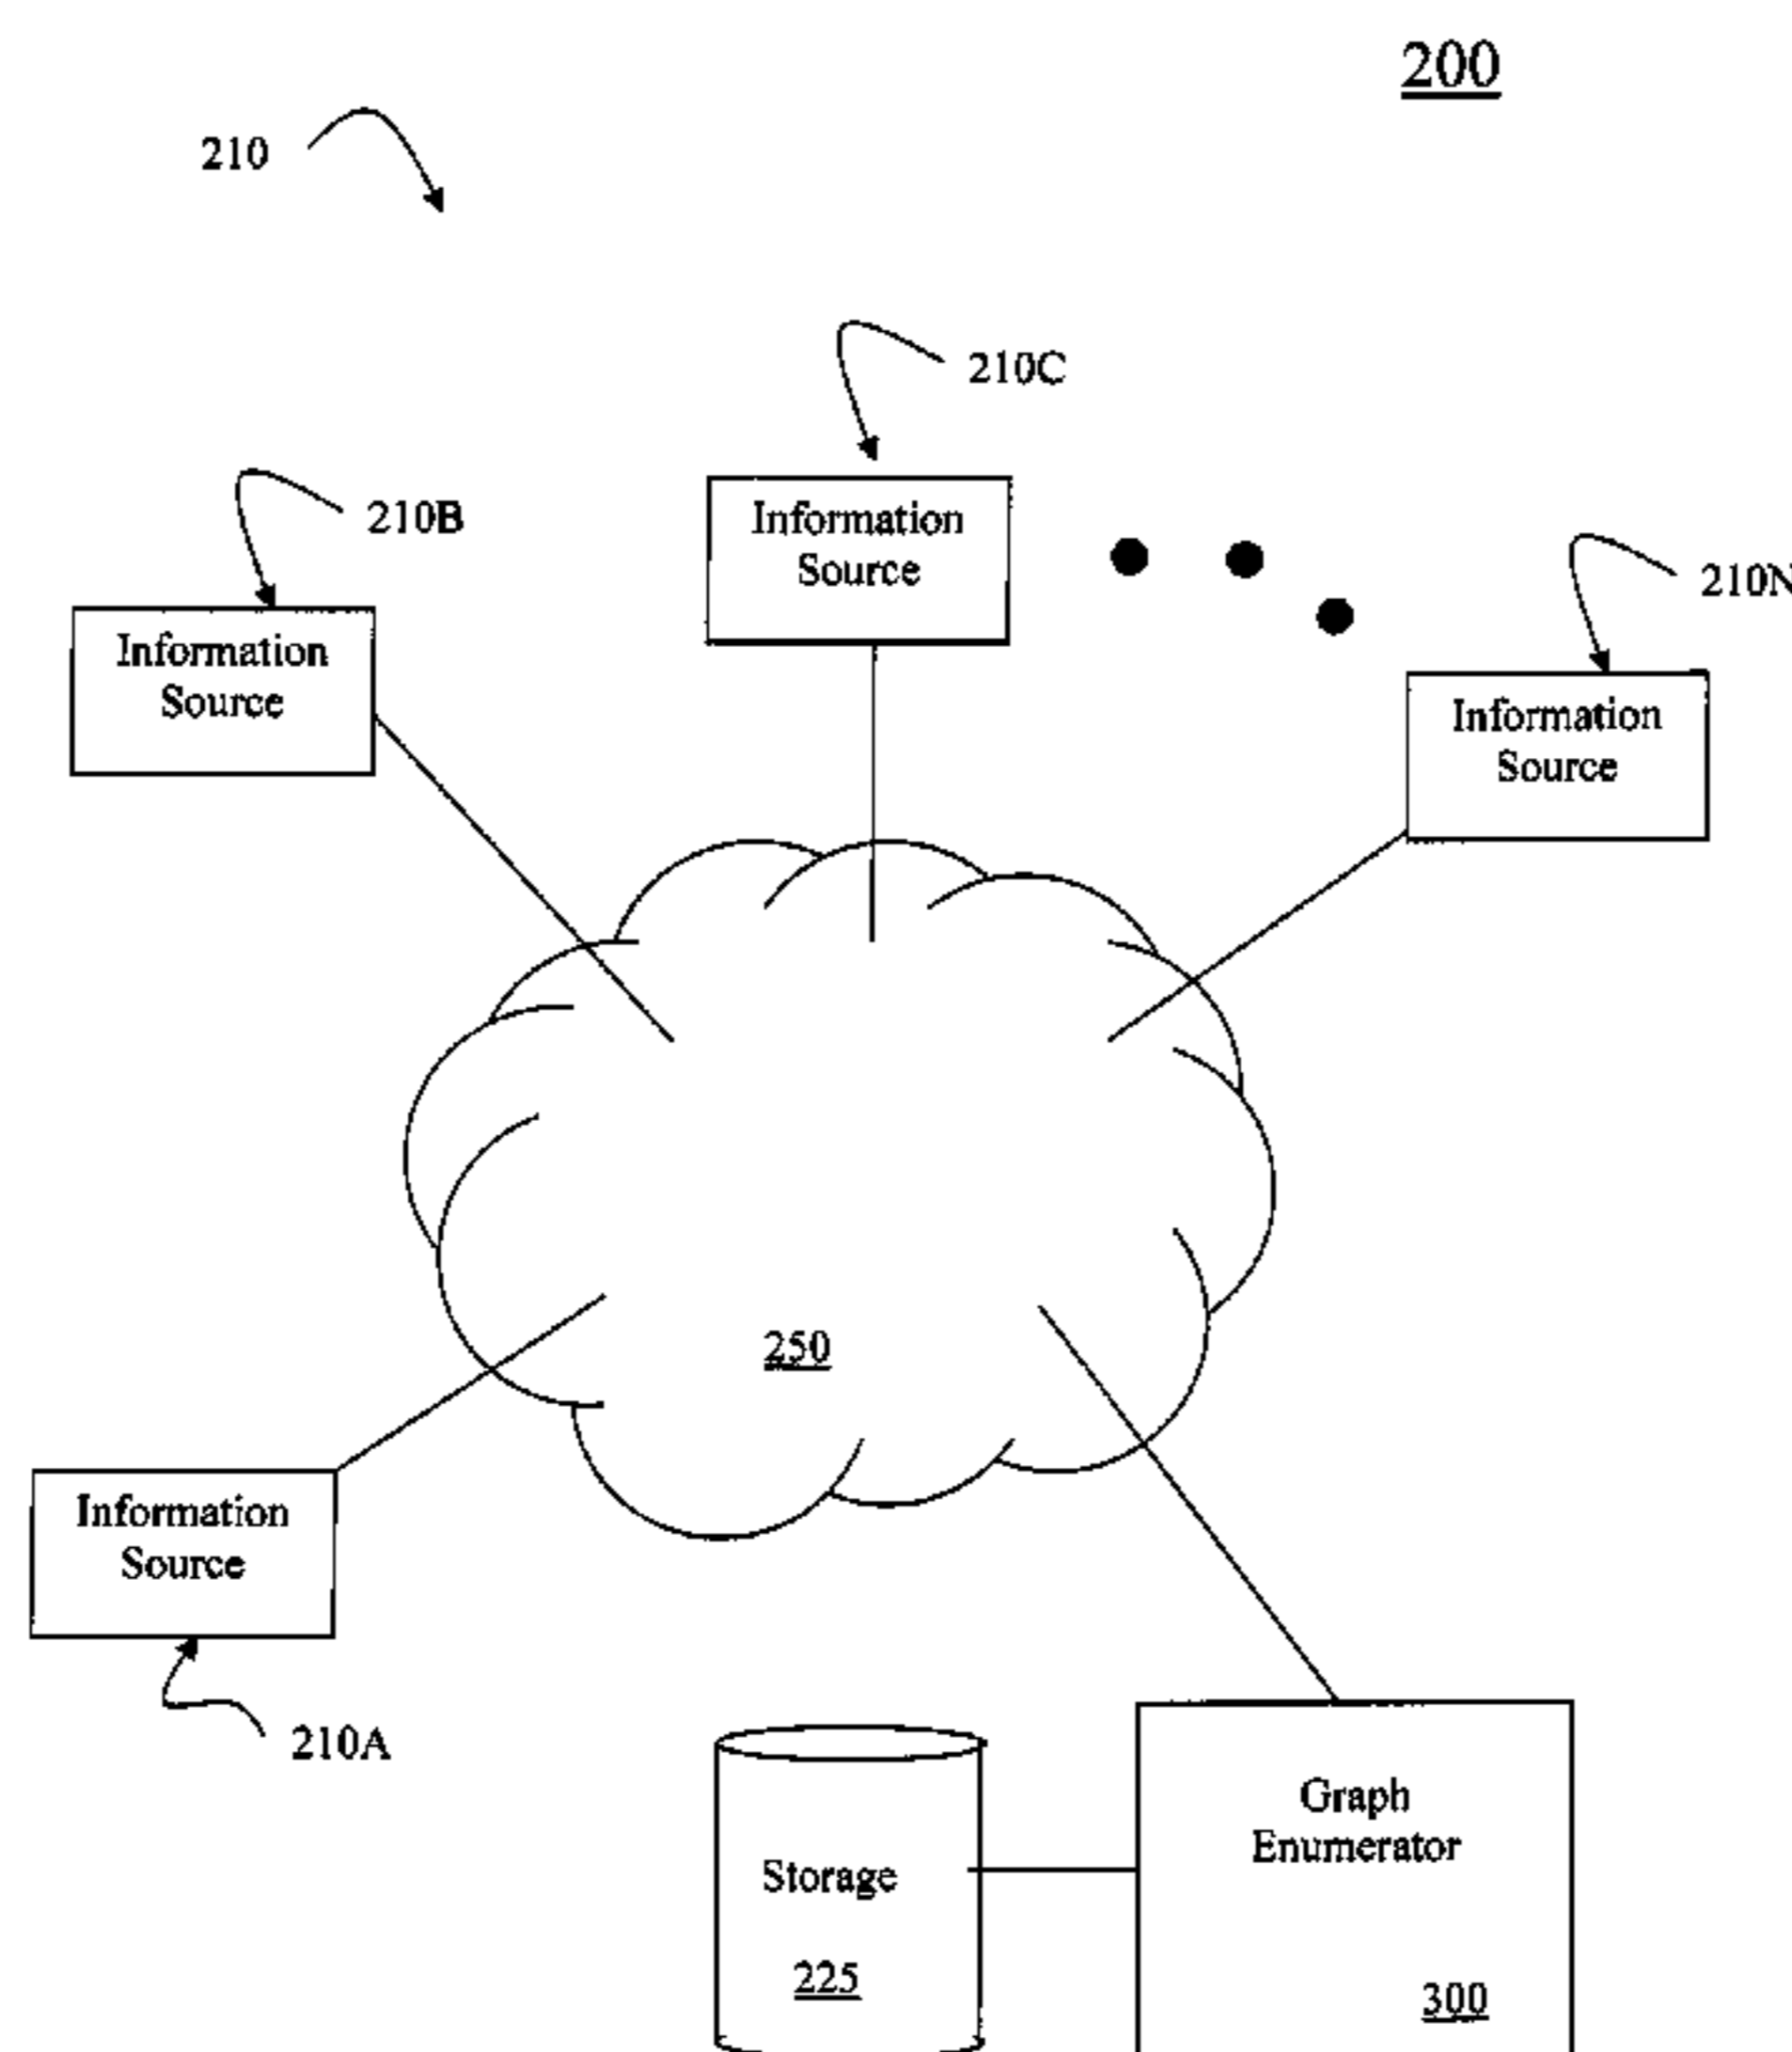 200
210
210C
210B
Information
Source
210N
Information
Source
Information
Source
250
Information
Source
210A
Graph
Enumerator
Storage
225
300